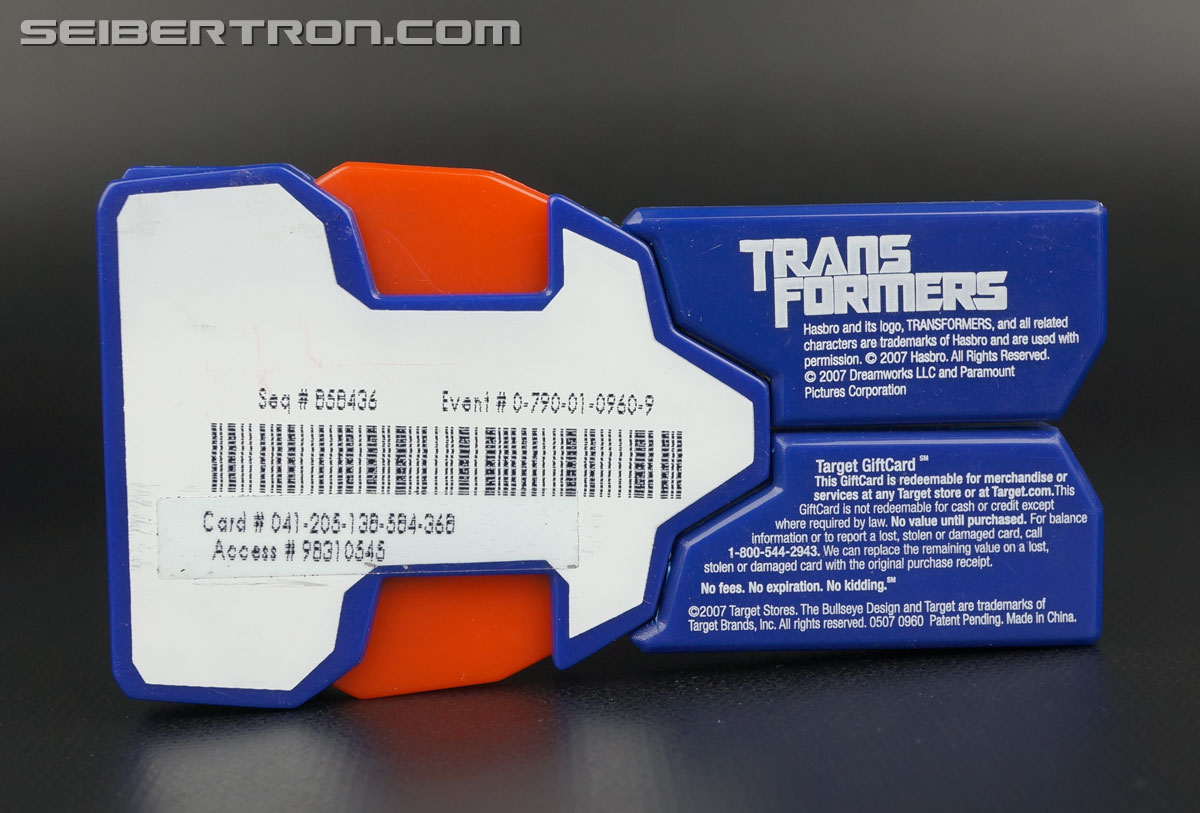 SEIBERTRON.COM
TRANS
FORMERS
Hasbro and its logo, TRANSFORMERS, and all related
characters are trademarks of Hasbro and are used with
permission. © 2007 Hasbro. All Rights Reserved.
© 2007 Dreamworks LLC and Paramount
Pictures Corporation
Seq # 858436
Event # 0-790-01-0960-9
Card # 041-205-138-584-368
Access # 98310545
Target GiftCard℠
This GiftCard is redeemable for merchandise or
services at any Target store or at Target.com.This
GiftCard is not redeemable for cash or credit except
where required by law. No value until purchased. For balance
information or to report a lost, stolen or damaged card, call
1-800-544-2943. We can replace the remaining value on a lost,
stolen or damaged card with the original purchase receipt.
No fees. No expiration. No kidding.℠
©2007 Target Stores. The Bullseye Design and Target are trademarks of
Target Brands, Inc. All rights reserved. 0507 0960 Patent Pending. Made in China.